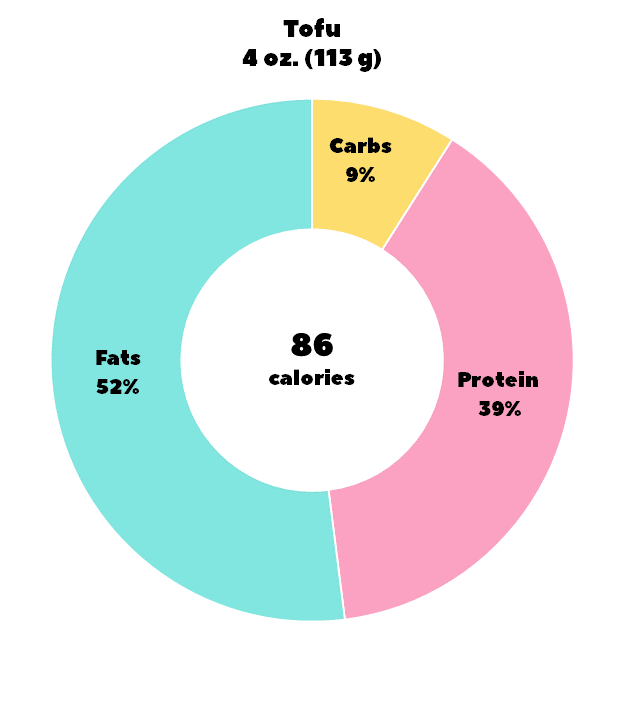 Tofu
4 oz. (113 g)
Carbs
9%
Fats
52%
86
calories
Protein
39%